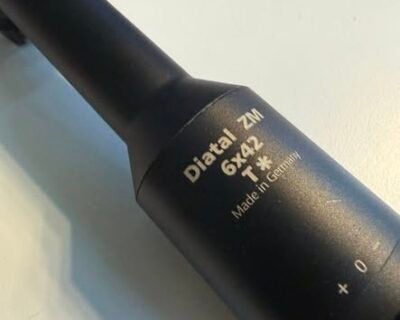 Diatal ZM
6x42
T*
Made in Germany
+ 0 -